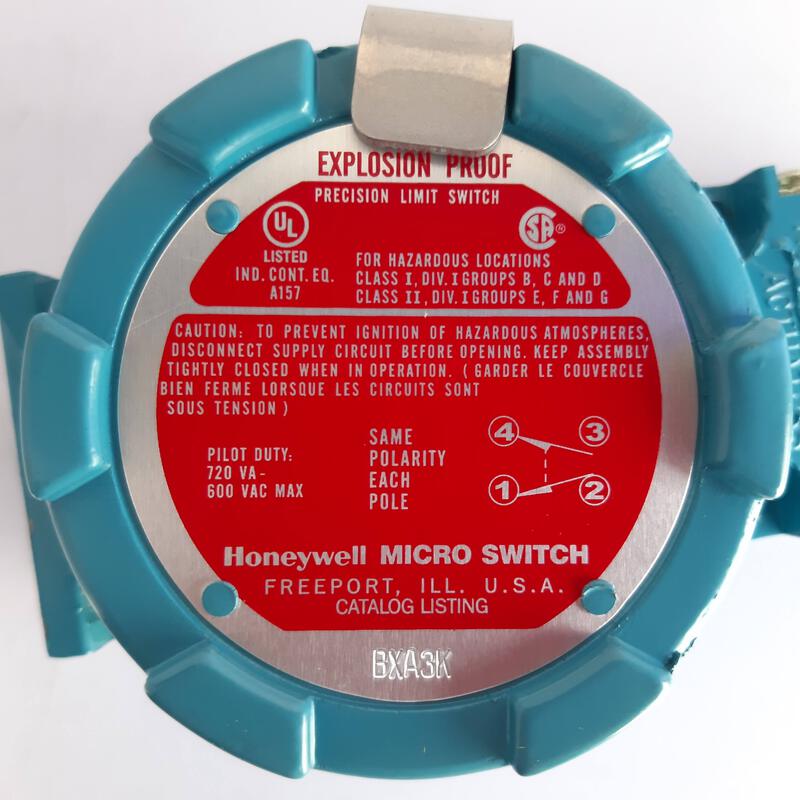 EXPLOSION PROOF
PRECISION LIMIT SWITCH
UL
SA®
LISTED
IND. CONT. EQ.
A157
FOR HAZARDOUS LOCATIONS
CLASS I, DIV. I GROUPS B, C AND D
CLASS II, DIV. I GROUPS E, F AND G
CAUTION: TO PREVENT IGNITION OF HAZARDOUS ATMOSPHERES,
DISCONNECT SUPPLY CIRCUIT BEFORE OPENING. KEEP ASSEMBLY
TIGHTLY CLOSED WHEN IN OPERATION. ( GARDER LE COUVERCLE
BIEN FERME LORSQUE LES CIRCUITS SONT
SOUS TENSION )
PILOT DUTY:
720 VA-
600 VAC MAX
SAME
POLARITY
EACH
POLE
4 3
1 2
Honeywell MICRO SWITCH
FREEPORT, ILL. U.S.A.
CATALOG LISTING
BXA3K